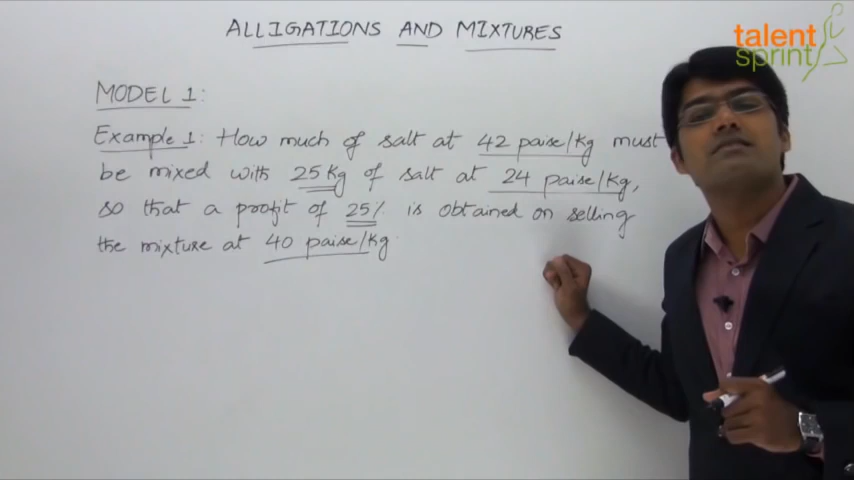 ALLIGATIONS AND MIXTURES
talent
sprint
MODEL 1:
Example 1: How much of salt at 42 paise/kg must
be mixed with 25 Kg of salt at 24 paise/kg,
so that a profit of 25% is obtained on selling
the mixture at 40 paise/kg.